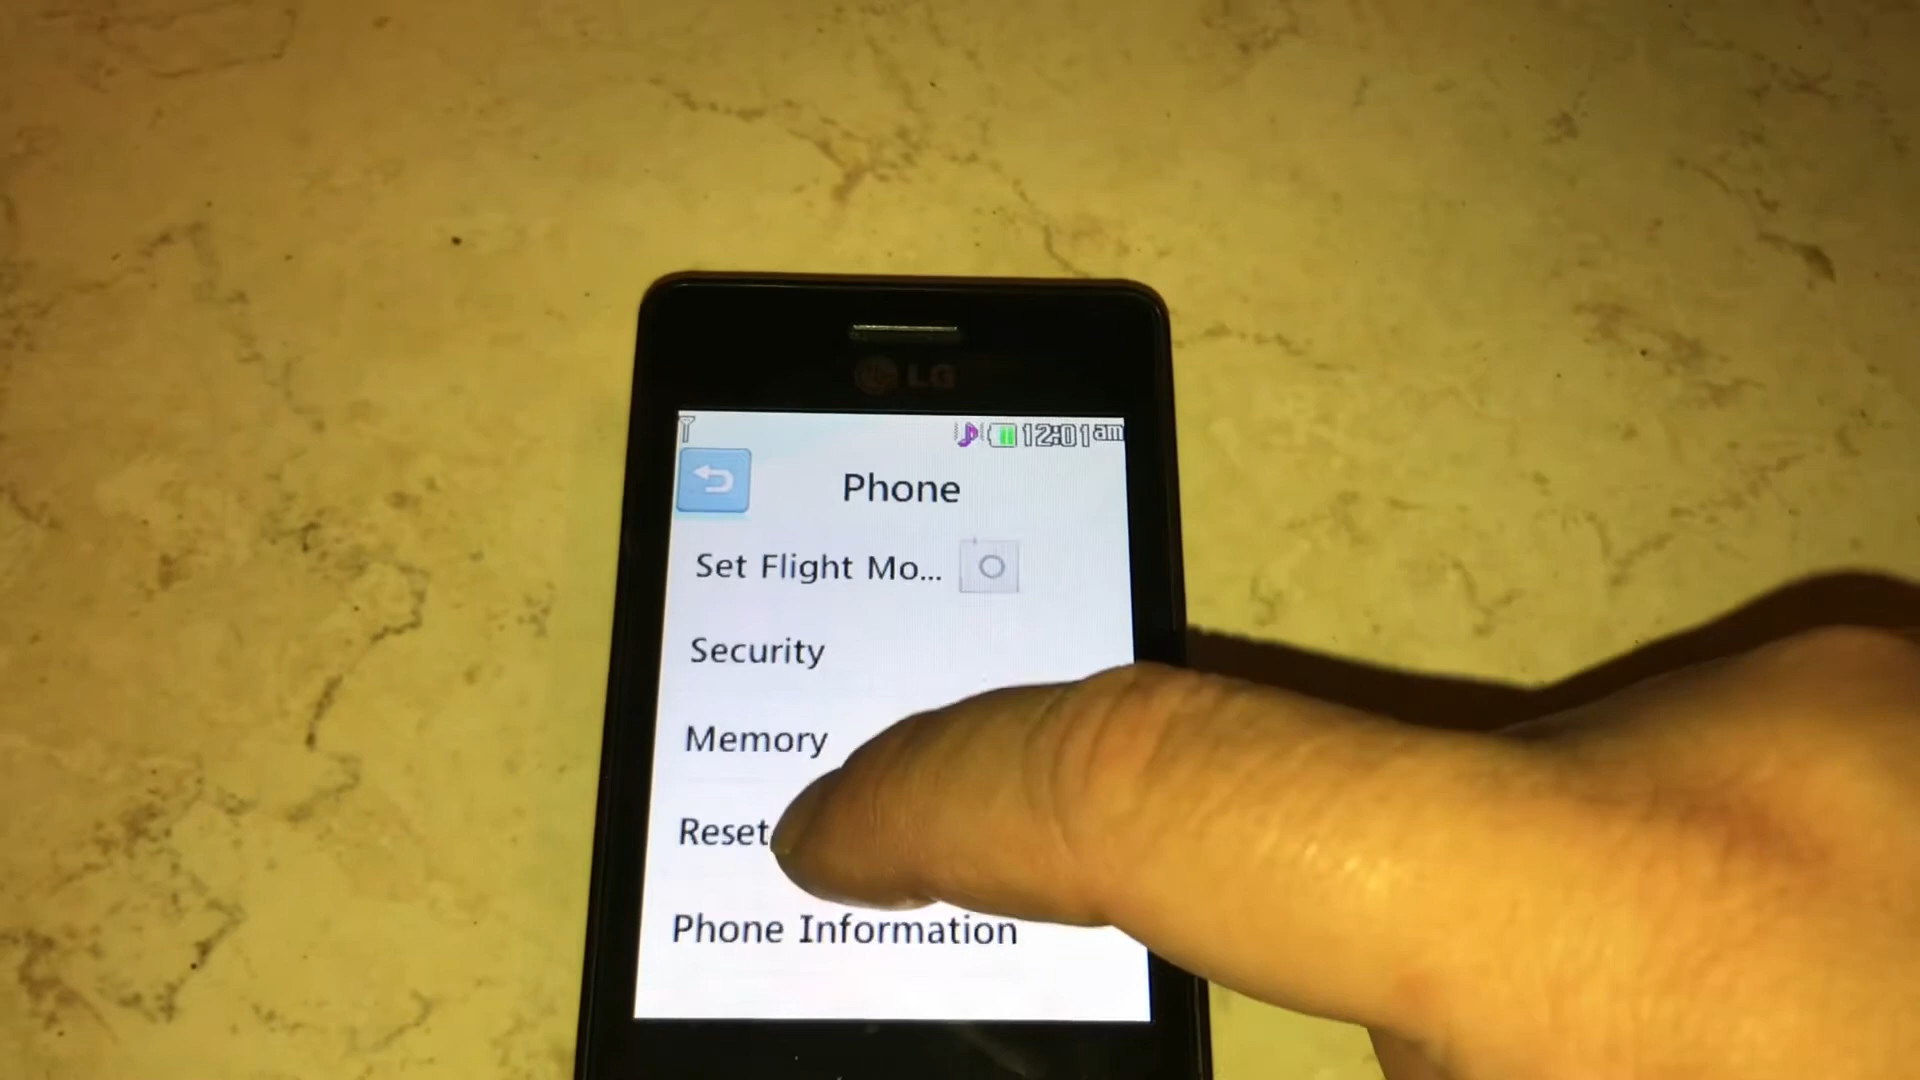 LG
12:01am
Phone
Set Flight Mo...
Security
Memory
Reset
Phone Information